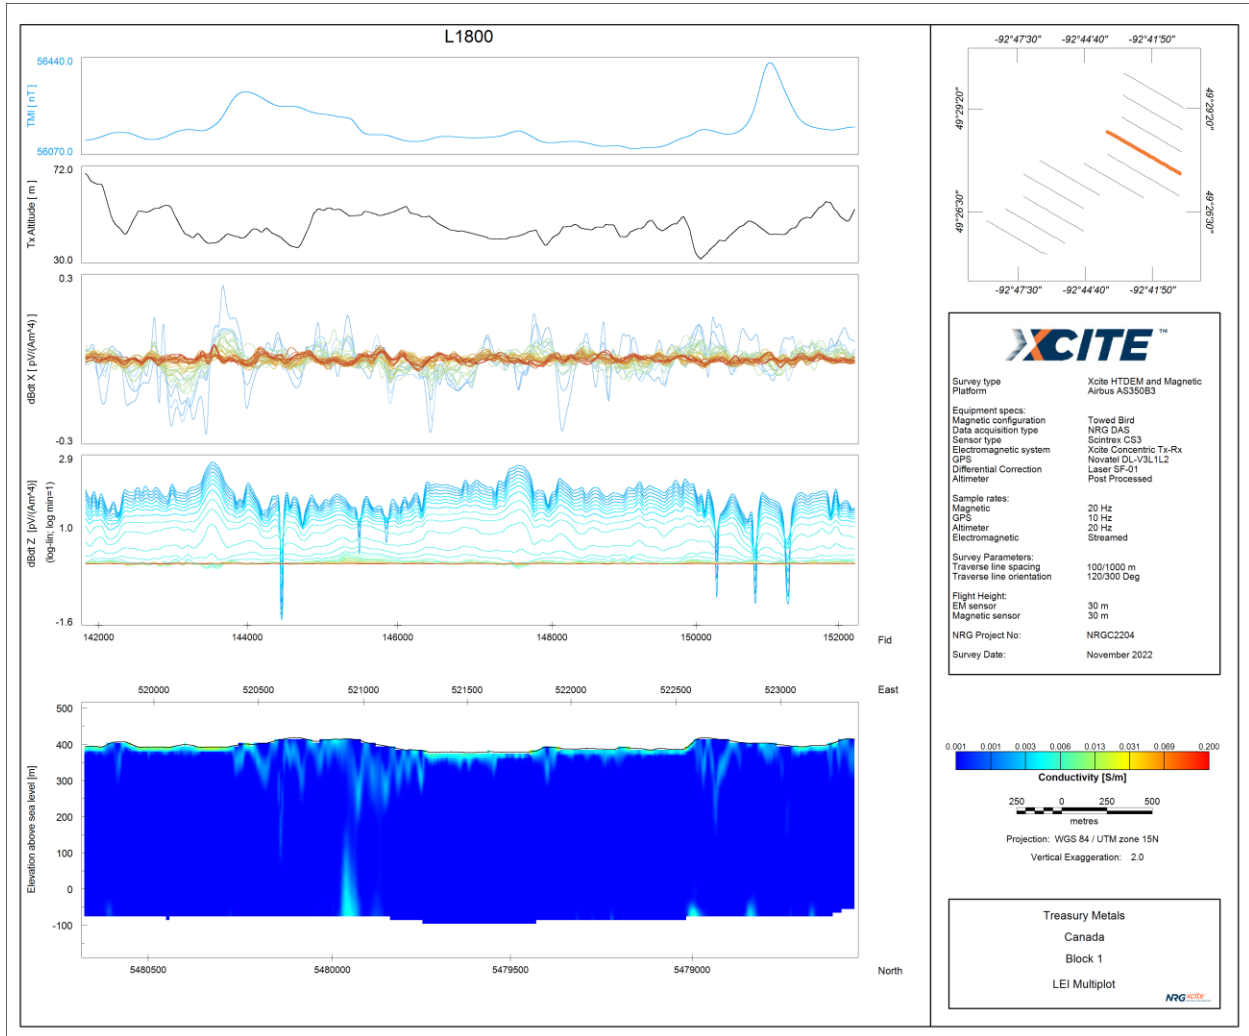 L1800
56440.0
TMI [ nT]
56070.0
72.0
Tx Altitude [ m ]
30.0
0.3
dBdt X [ pV/(Am^4) ]
-0.3
2.9
dBdt Z [pV/(Am^4)]
(log-lin; log min=1)
1.0
-1.6
142000 144000 146000 148000 150000 152000 Fid
520000 520500 521000 521500 522000 522500 523000 East
500
400
300
200
100
0
-100
Elevation above sea level [m]
5480500 5480000 5479500 5479000 North
-92°47'30" -92°44'40" -92°41'50"
49°29'20" 49°29'20"
49°26'30" 49°26'30"
-92°47'30" -92°44'40" -92°41'50"
XCITE ™
Survey type Xcite HTDEM and Magnetic
Platform Airbus AS350B3
Equipment specs:
Magnetic configuration Towed Bird
Data acquisition type NRG DAS
Sensor type Scintrex CS3
Electromagnetic system Xcite Concentric Tx-Rx
GPS Novatel DL-V3L1L2
Differential Correction Laser SF-01
Altimeter Post Processed
Sample rates:
Magnetic 20 Hz
GPS 10 Hz
Altimeter 20 Hz
Electromagnetic Streamed
Survey Parameters:
Traverse line spacing 100/1000 m
Traverse line orientation 120/300 Deg
Flight Height:
EM sensor 30 m
Magnetic sensor 30 m
NRG Project No: NRGC2204
Survey Date: November 2022
0.001 0.001 0.003 0.006 0.013 0.031 0.069 0.200
Conductivity [S/m]
250 0 250 500
metres
Projection: WGS 84 / UTM zone 15N
Vertical Exaggeration: 2.0
Treasury Metals
Canada
Block 1
LEI Multiplot
NRG xcite